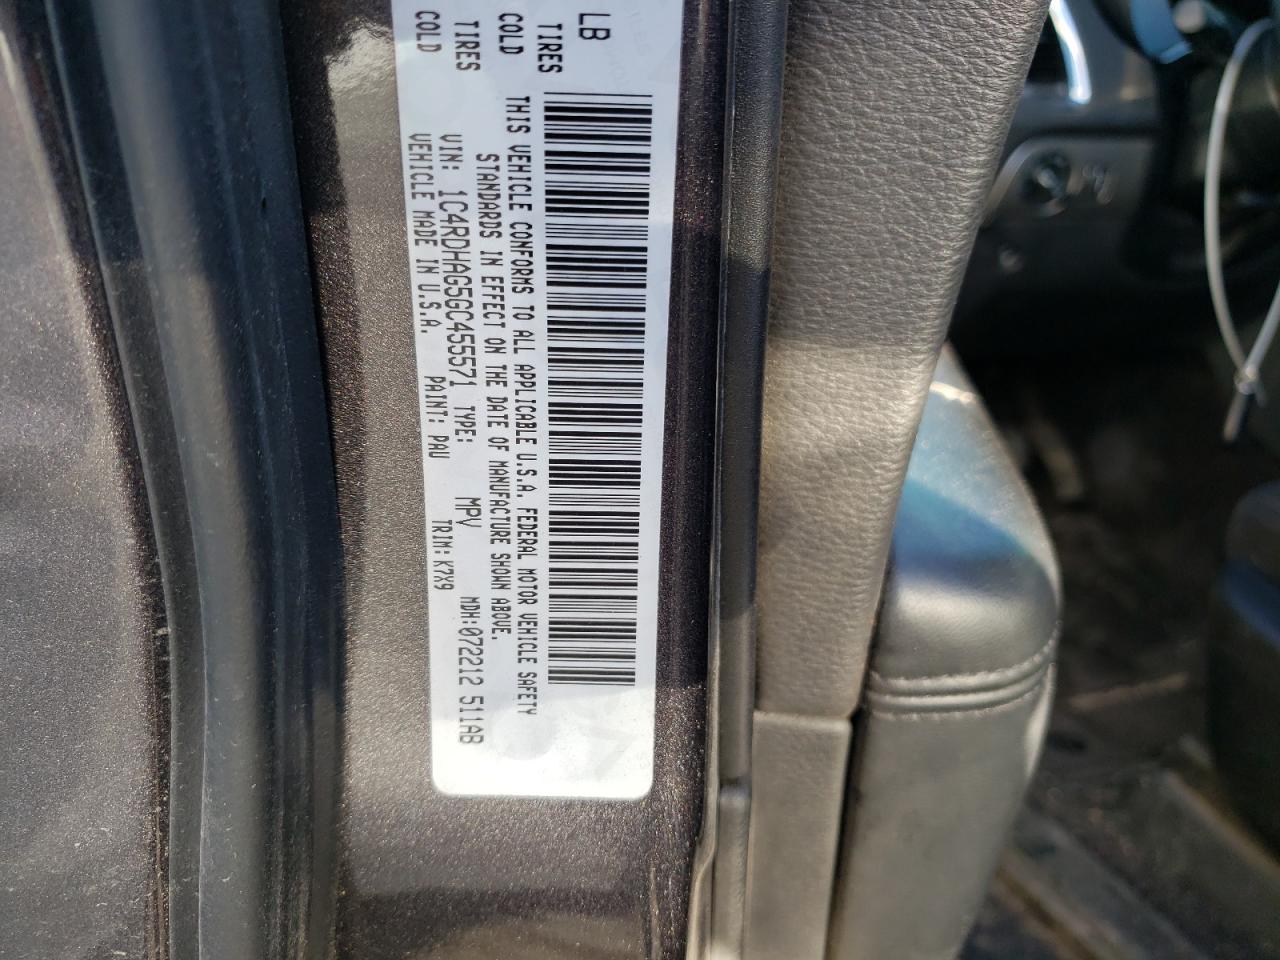 LB
TIRES COLD
TIRES COLD
THIS VEHICLE CONFORMS TO ALL APPLICABLE U.S.A. FEDERAL MOTOR VEHICLE SAFETY
STANDARDS IN EFFECT ON THE DATE OF MANUFACTURE SHOWN ABOVE.
VIN: 1C4RDHAG5GC455571 TYPE: MPV MDH:072212 511AB
VEHICLE MADE IN U.S.A. PAINT: PAU TRIM:K7X9